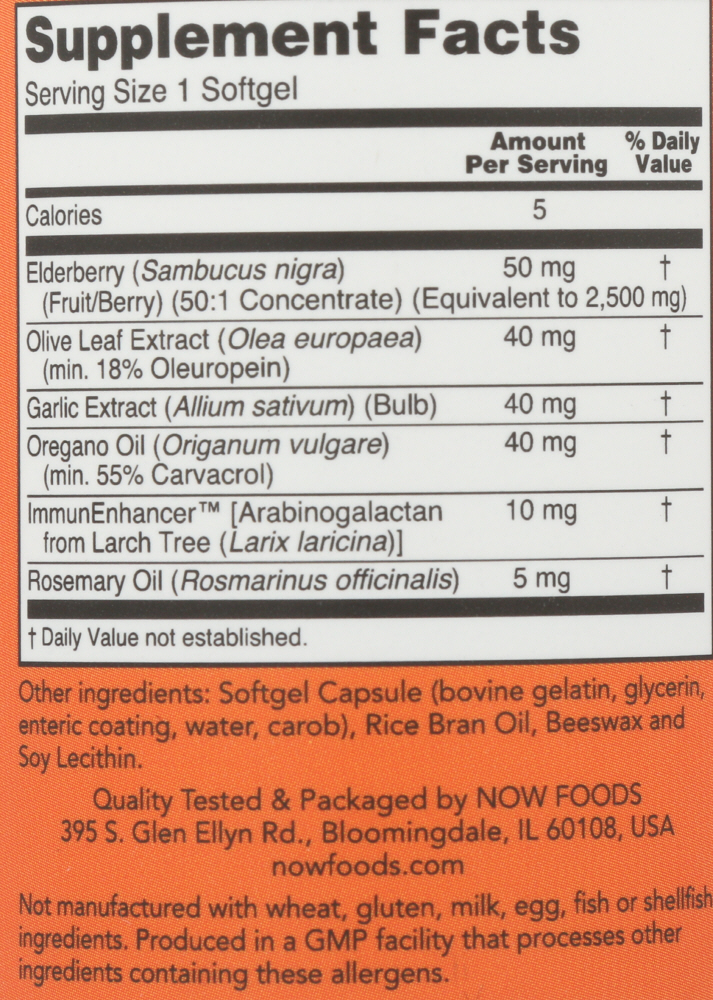 Supplement Facts
Serving Size 1 Softgel
Amount Per Serving % Daily Value
Calories 5
Elderberry (Sambucus nigra) 50 mg †
(Fruit/Berry) (50:1 Concentrate) (Equivalent to 2,500 mg)
Olive Leaf Extract (Olea europaea) 40 mg †
(min. 18% Oleuropein)
Garlic Extract (Allium sativum) (Bulb) 40 mg †
Oregano Oil (Origanum vulgare) 40 mg †
(min. 55% Carvacrol)
ImmunEnhancer™ [Arabinogalactan 10 mg †
from Larch Tree (Larix laricina)]
Rosemary Oil (Rosmarinus officinalis) 5 mg †
† Daily Value not established.
Other ingredients: Softgel Capsule (bovine gelatin, glycerin,
enteric coating, water, carob), Rice Bran Oil, Beeswax and
Soy Lecithin.
Quality Tested & Packaged by NOW FOODS
395 S. Glen Ellyn Rd., Bloomingdale, IL 60108, USA
nowfoods.com
Not manufactured with wheat, gluten, milk, egg, fish or shellfish
ingredients. Produced in a GMP facility that processes other
ingredients containing these allergens.